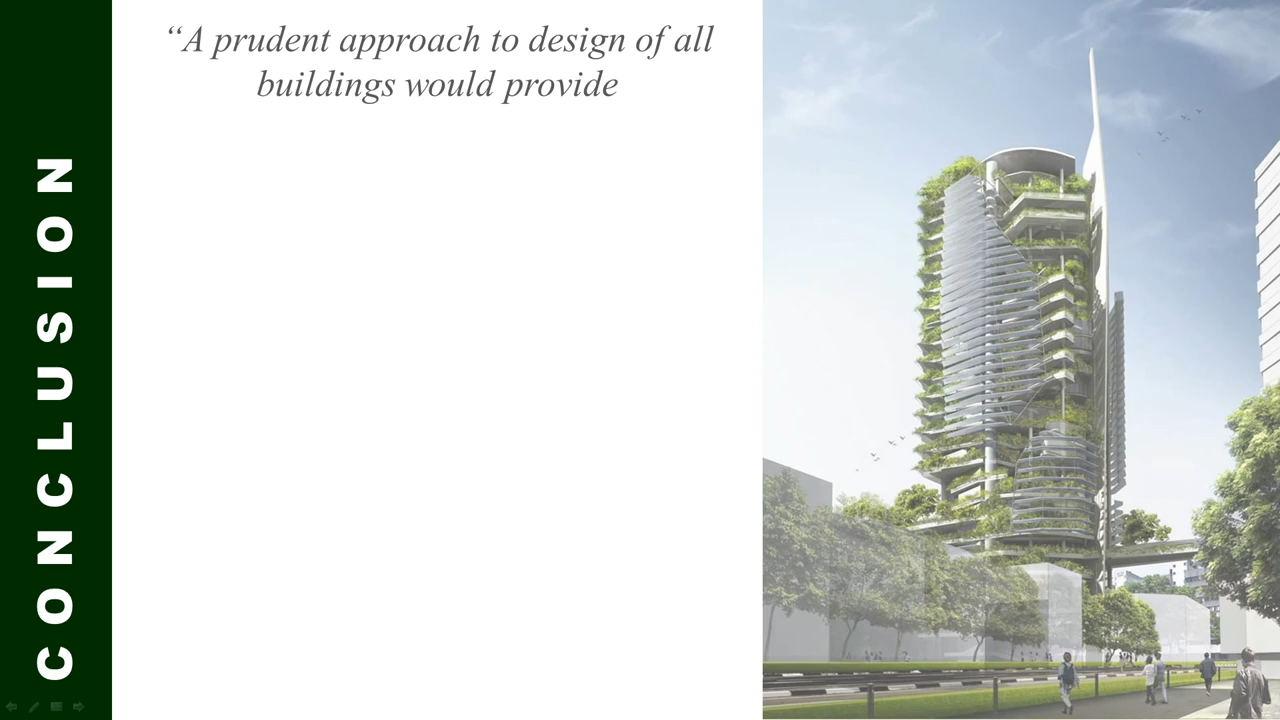 CONCLUSION
“A prudent approach to design of all
buildings would provide